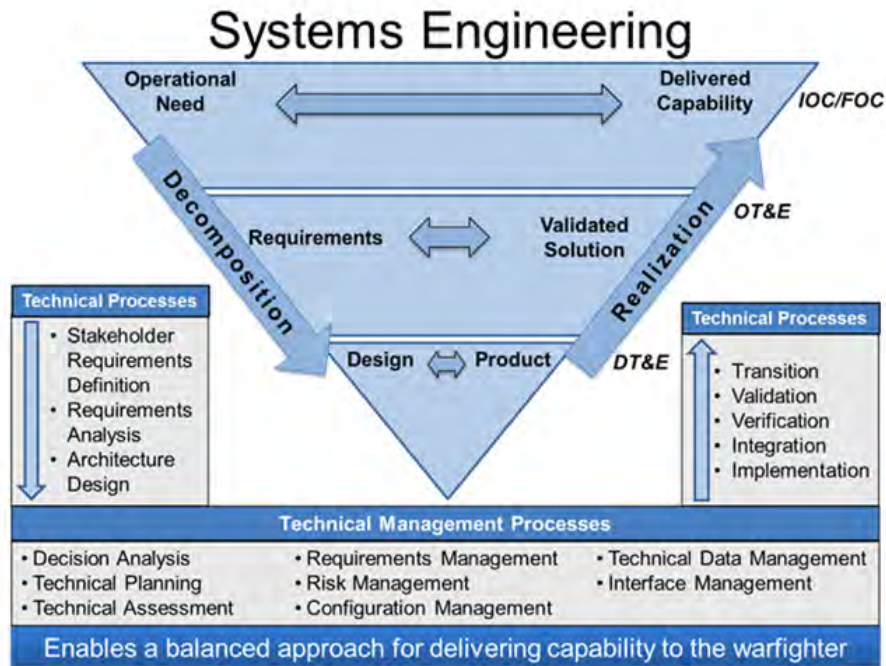 Systems Engineering
Operational
Need
Delivered
Capability
IOC/FOC
Decomposition
Realization
OT&E
Requirements
Validated
Solution
Technical Processes
• Stakeholder
Requirements
Definition
• Requirements
Analysis
• Architecture
Design
Design
Product
DT&E
Technical Processes
• Transition
• Validation
• Verification
• Integration
• Implementation
Technical Management Processes
• Decision Analysis
• Technical Planning
• Technical Assessment
• Requirements Management
• Risk Management
• Configuration Management
• Technical Data Management
• Interface Management
Enables a balanced approach for delivering capability to the warfighter